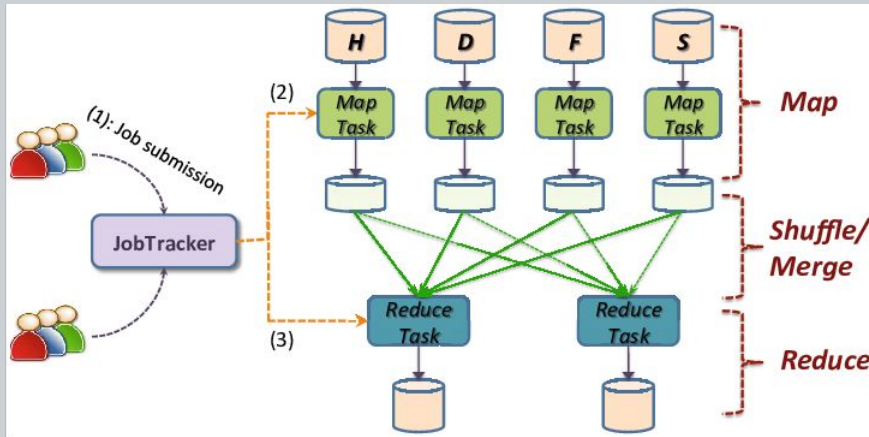 H
D
F
S
(2)
Map
Task
Map
Task
Map
Task
Map
Task
Map
(1): Job submission
JobTracker
Shuffle/
Merge
(3)
Reduce
Task
Reduce
Task
Reduce